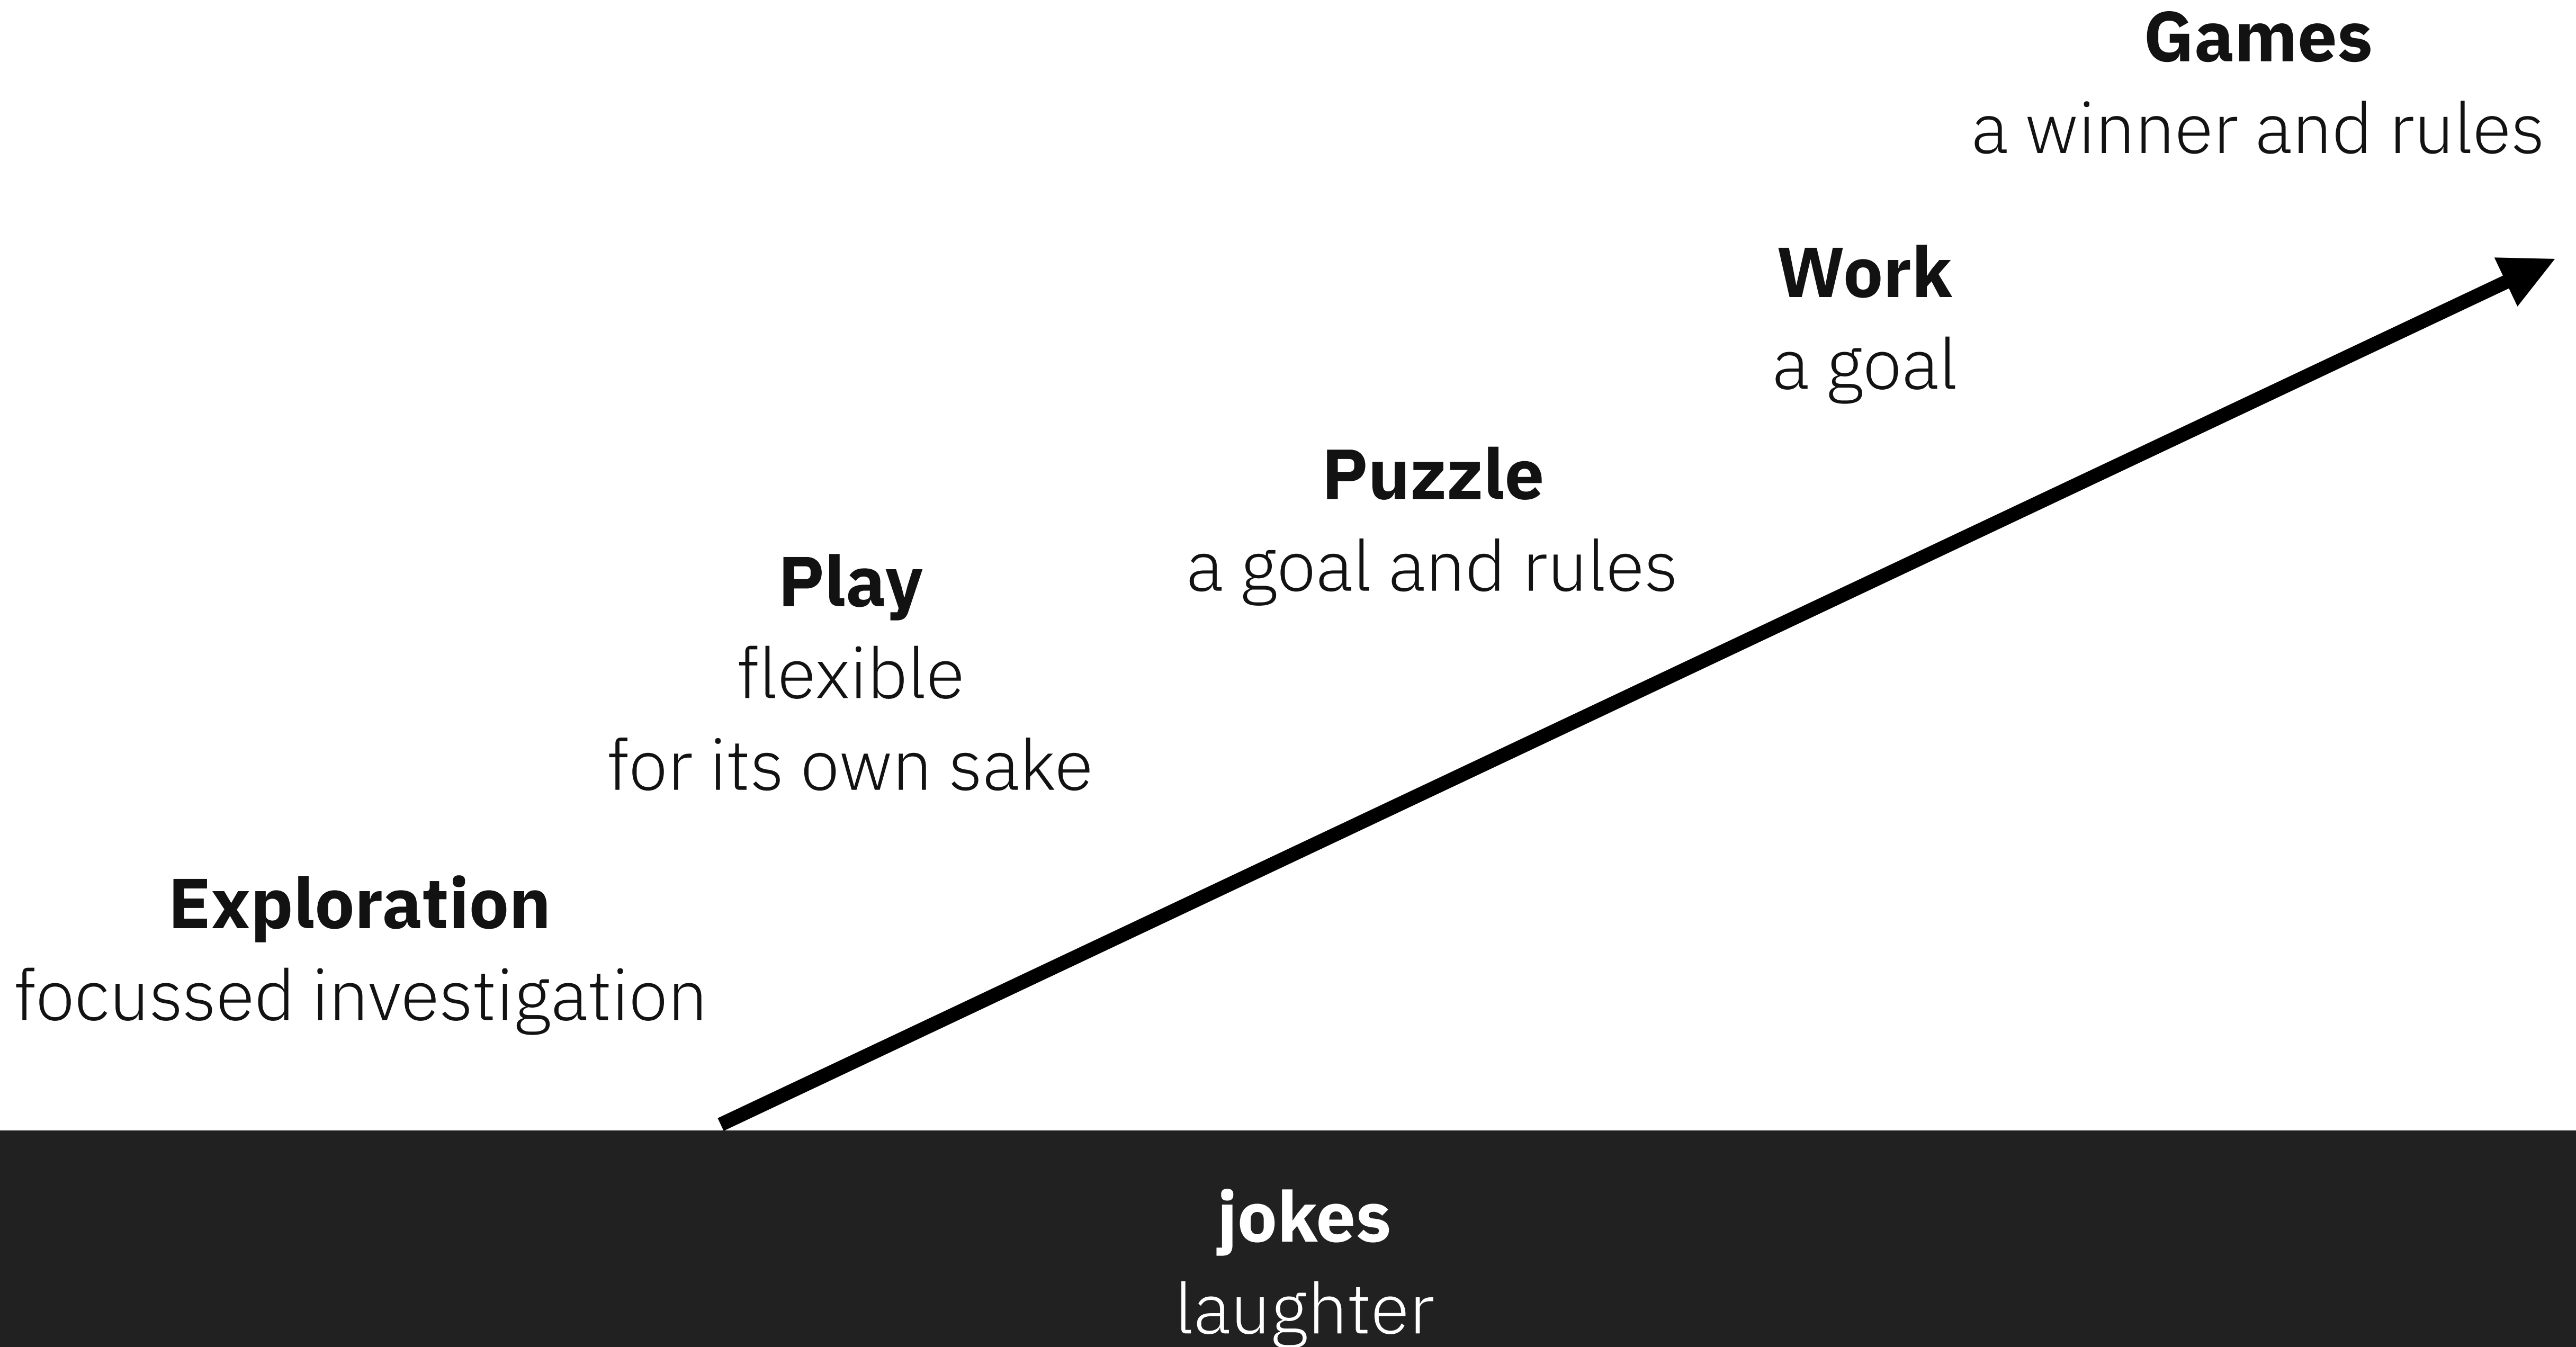 Games
a winner and rules
Work
a goal
Puzzle
a goal and rules
Play
flexible
for its own sake
Exploration
focussed investigation
jokes
laughter